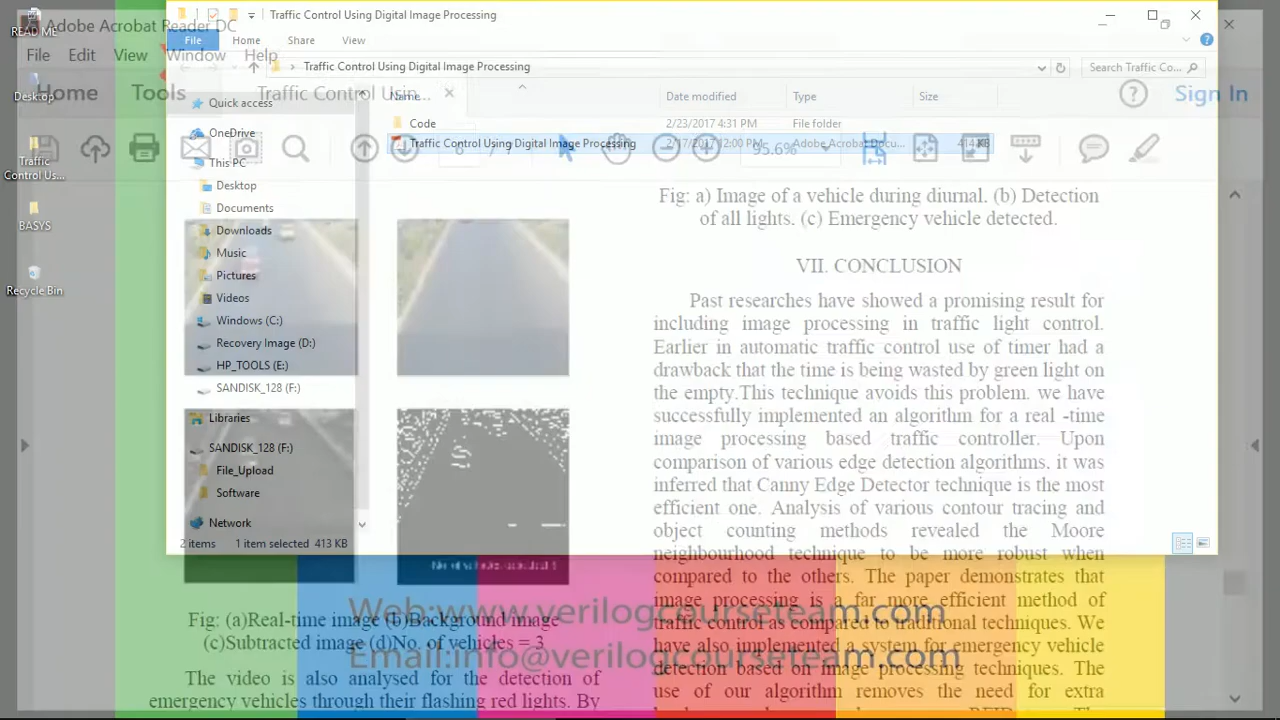 Traffic Control Using Digital Image Processing
Adobe Acrobat Reader DC
File Home Share View
File Edit View Window Help
Traffic Control Using Digital Image Processing
Search Traffic Co...
Home Tools Traffic Control Usin... Sign In
Name Date modified Type Size
Code 2/23/2017 4:31 PM File folder
Traffic Control Using Digital Image Processing 2/17/2017 12:00 PM Adobe Acrobat Docu... 414 KB
95.6%
README
Desktop
Traffic
Control Us...
BASYS
Recycle Bin
Quick access
OneDrive
This PC
Desktop
Documents
Downloads
Music
Pictures
Videos
Windows (C:)
Recovery Image (D:)
HP_TOOLS (E:)
SANDISK_128 (F:)
Libraries
SANDISK_128 (F:)
File_Upload
Software
Network
2 items 1 item selected 413 KB
Fig: (a)Real-time image (b)Background image
(c)Subtracted image (d)No. of vehicles = 3
The video is also analysed for the detection of
emergency vehicles through their flashing red lights. By
Fig: a) Image of a vehicle during diurnal. (b) Detection
of all lights. (c) Emergency vehicle detected.
VII. CONCLUSION
Past researches have showed a promising result for
including image processing in traffic light control.
Earlier in automatic traffic control use of timer had a
drawback that the time is being wasted by green light on
the empty.This technique avoids this problem. we have
successfully implemented an algorithm for a real -time
image processing based traffic controller. Upon
comparison of various edge detection algorithms, it was
inferred that Canny Edge Detector technique is the most
efficient one. Analysis of various contour tracing and
object counting methods revealed the Moore
neighbourhood technique to be more robust when
compared to the others. The paper demonstrates that
image processing is a far more efficient method of
traffic control as compared to traditional techniques. We
have also implemented a system for emergency vehicle
detection based on image processing techniques. The
use of our algorithm removes the need for extra
Web:www.verilogcourseteam.com
Email:info@verilogcourseteam.com